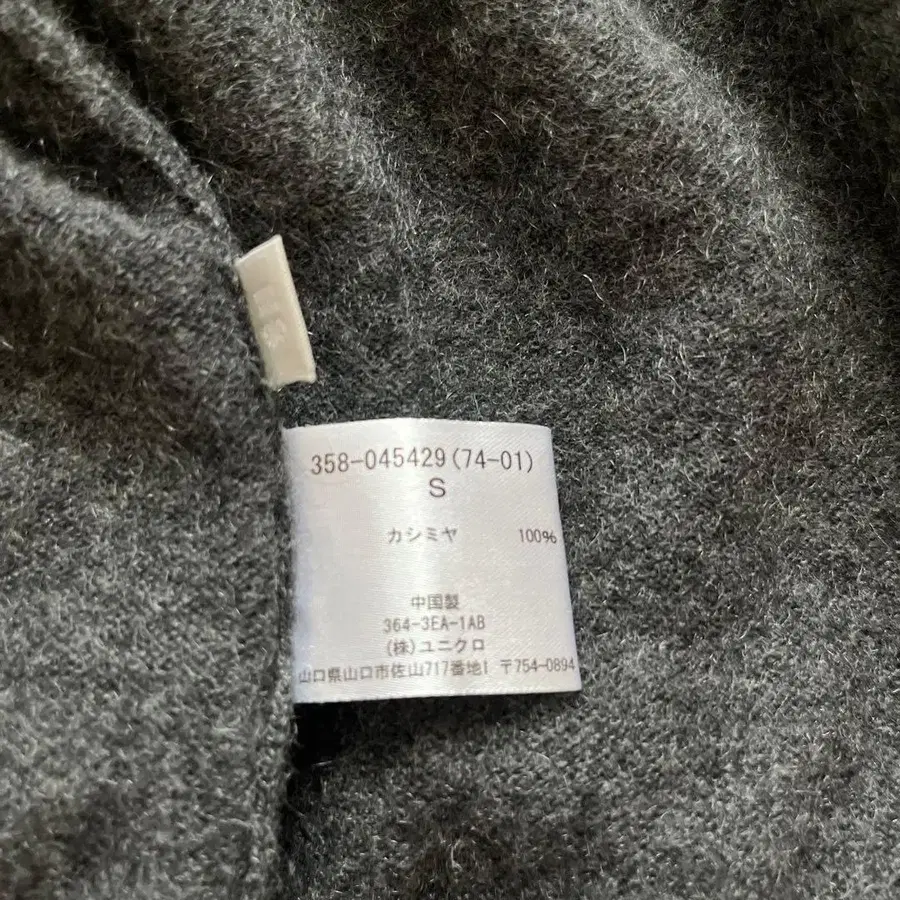 358-045429(74-01)
S
カシミヤ 100%
中国製
364-3EA-1AB
(株)ユニクロ
山口県山口市佐山717番地1 〒754-0894